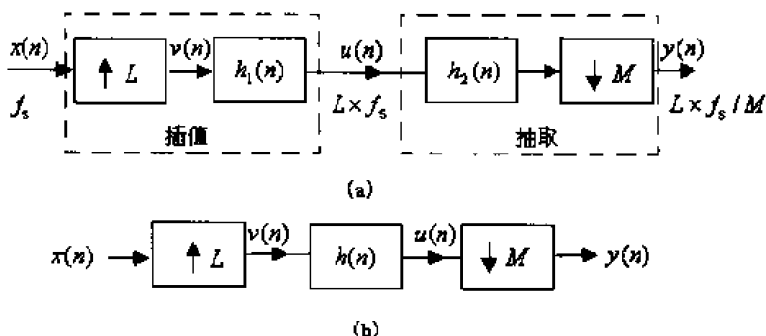 x(n) ↑ L v(n) h₁(n) u(n) h₂(n) ↓ M y(n)
fₛ 插值 L × fₛ 抽取 L × fₛ / M
(a)
x(n) ↑ L v(n) h(n) u(n) ↓ M y(n)
(b)